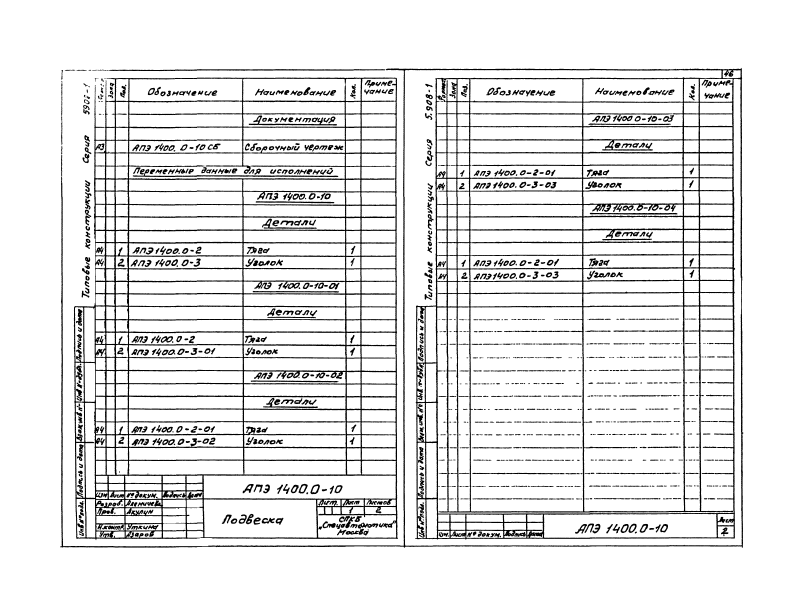 Типовые конструкции Серия 5.908-1
Формат Зона Поз. Обозначение Наименование Кол. Приме-
чание
Документация
А3 АПЭ 1400.0-10 СБ Сборочный чертеж
Переменные данные для исполнений
АПЭ 1400.0-10
Детали
А4 1 АПЭ 1400.0-2 Тяга 1
А4 2 АПЭ 1400.0-3 Уголок 1
АПЭ 1400.0-10-01
Детали
А4 1 АПЭ 1400.0-2 Тяга 1
А4 2 АПЭ 1400.0-3-01 Уголок 1
АПЭ 1400.0-10-02
Детали
А4 1 АПЭ 1400.0-2-01 Тяга 1
А4 2 АПЭ 1400.0-3-02 Уголок 1
Инв.№подл. Подпись и дата Взам.инв.№ Инв.№дубл. Подпись и дата
Изм. Лист № докум. Подпись Дата
Разраб.
Пров. Акулин
Н.контр. Уткина
Утв. Азаров
АПЭ 1400.0-10
Подвеска
Лит. Лист Листов
1 2
СПКБ
„Спецавтоматика"
Москва
46
Типовые конструкции Серия 5.908-1
Формат Зона Поз. Обозначение Наименование Кол. Приме-
чание
АПЭ 1400.0-10-03
Детали
А4 1 АПЭ 1400.0-2-01 Тяга 1
А4 2 АПЭ 1400.0-3-03 Уголок 1
АПЭ 1400.0-10-04
Детали
А4 1 АПЭ 1400.0-2-01 Тяга 1
А4 2 АПЭ 1400.0-3-03 Уголок 1
Инв.№подл. Подпись и дата Взам.инв.№ Инв.№дубл. Подпись и дата
Изм. Лист № докум. Подпись Дата
АПЭ 1400.0-10
Лист
2